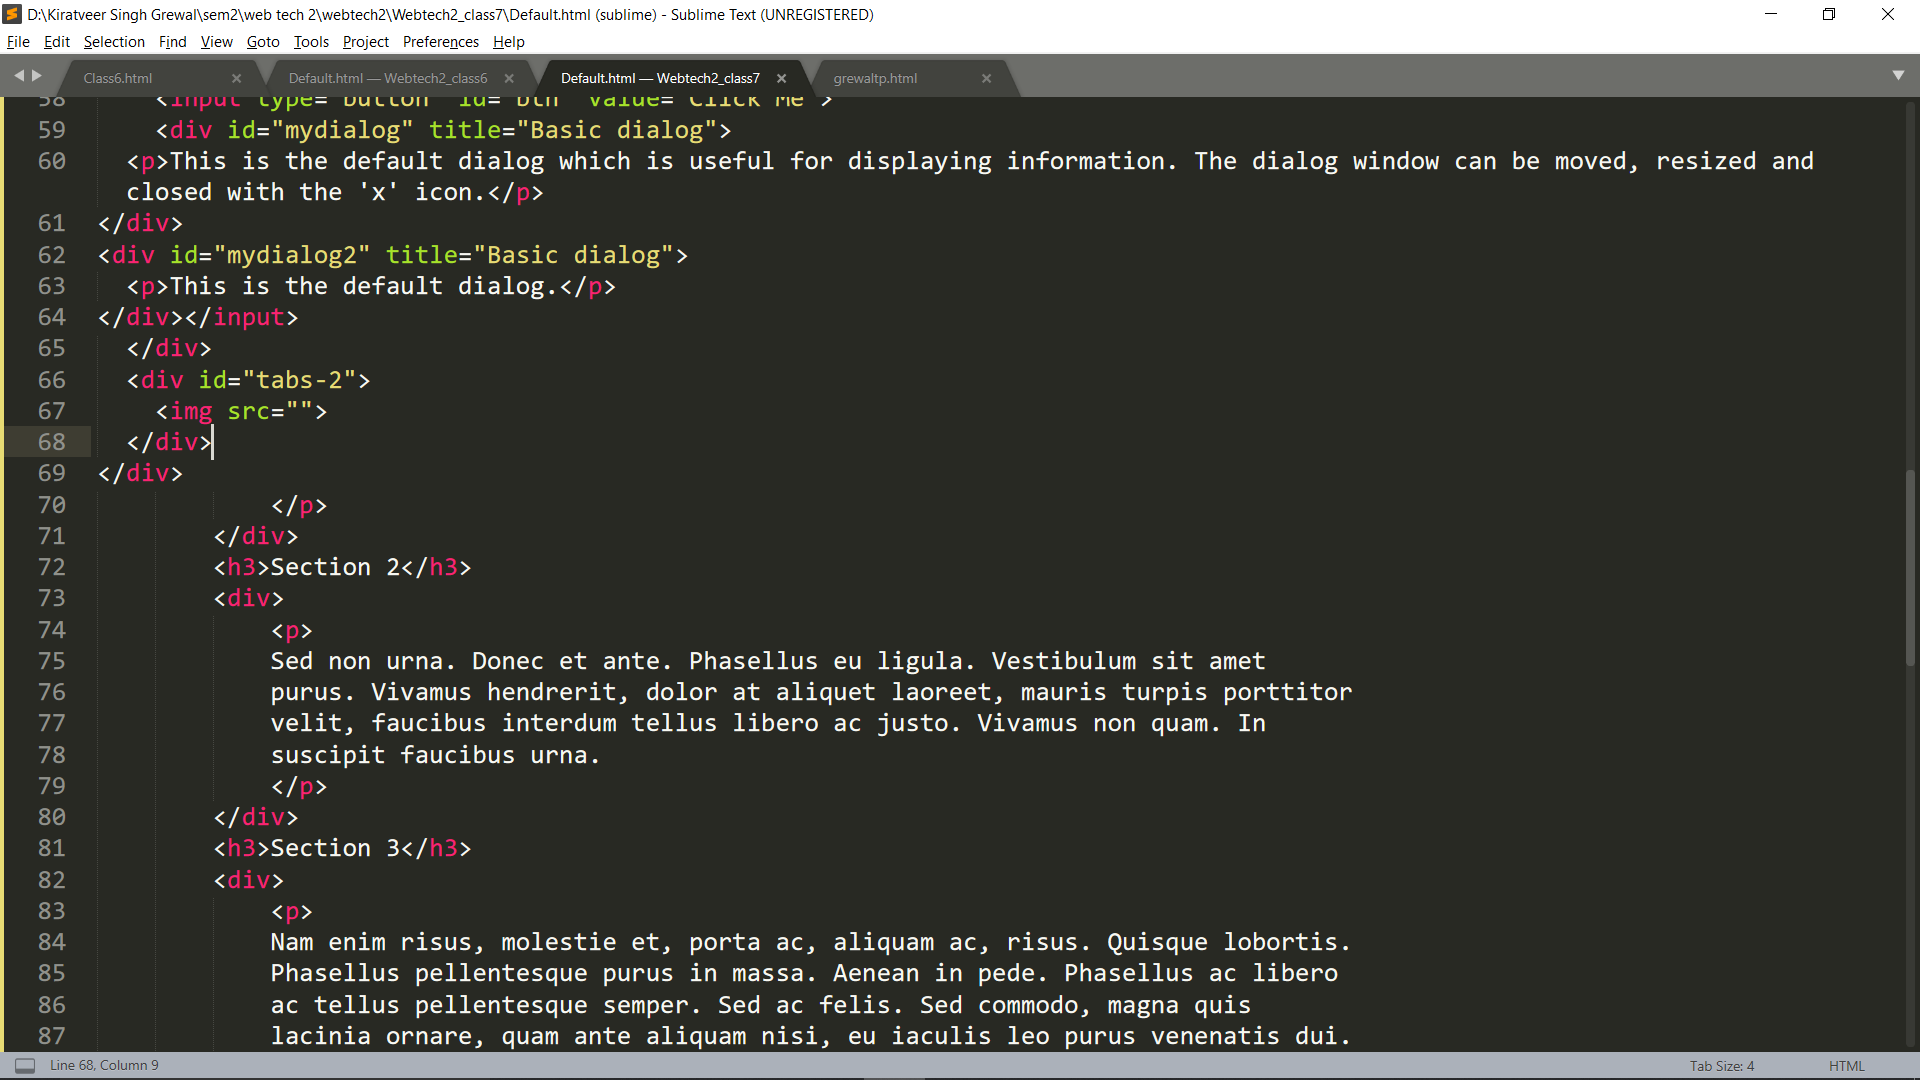 D:\Kiratveer Singh Grewal\sem2\web tech 2\webtech2\Webtech2_class7\Default.html (sublime) - Sublime Text (UNREGISTERED)
File Edit Selection Find View Goto Tools Project Preferences Help
Class6.html Default.html — Webtech2_class6 Default.html — Webtech2_class7 grewaltp.html
58 <input type="button" id="btn" value="Click Me">
59 <div id="mydialog" title="Basic dialog">
60 <p>This is the default dialog which is useful for displaying information. The dialog window can be moved, resized and
closed with the 'x' icon.</p>
61 </div>
62 <div id="mydialog2" title="Basic dialog">
63 <p>This is the default dialog.</p>
64 </div></input>
65 </div>
66 <div id="tabs-2">
67 <img src="">
68 </div>
69 </div>
70 </p>
71 </div>
72 <h3>Section 2</h3>
73 <div>
74 <p>
75 Sed non urna. Donec et ante. Phasellus eu ligula. Vestibulum sit amet
76 purus. Vivamus hendrerit, dolor at aliquet laoreet, mauris turpis porttitor
77 velit, faucibus interdum tellus libero ac justo. Vivamus non quam. In
78 suscipit faucibus urna.
79 </p>
80 </div>
81 <h3>Section 3</h3>
82 <div>
83 <p>
84 Nam enim risus, molestie et, porta ac, aliquam ac, risus. Quisque lobortis.
85 Phasellus pellentesque purus in massa. Aenean in pede. Phasellus ac libero
86 ac tellus pellentesque semper. Sed ac felis. Sed commodo, magna quis
87 lacinia ornare, quam ante aliquam nisi, eu iaculis leo purus venenatis dui.
Line 68, Column 9 Tab Size: 4 HTML